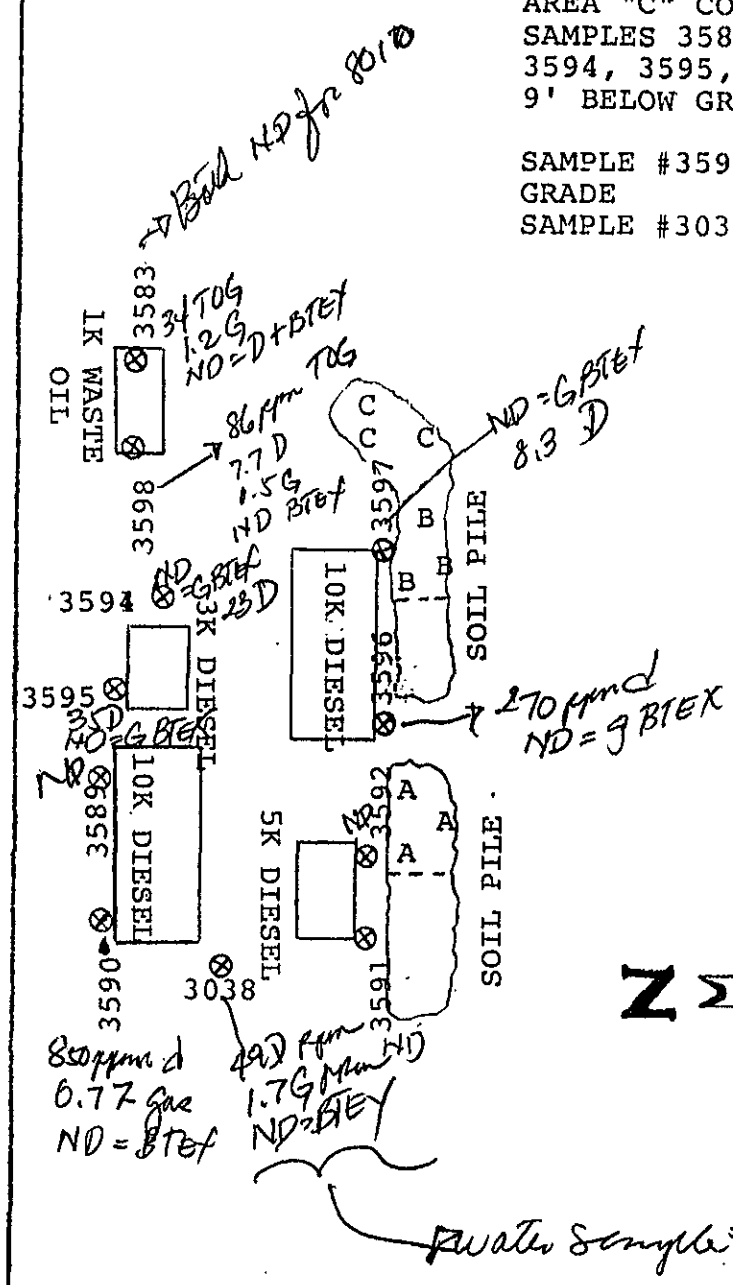 AREA "C" CO
SAMPLES 358
3594, 3595,
9' BELOW GR
SAMPLE #359
GRADE
SAMPLE #303
Both ND for 8010
3583
34 TOG
1.2 G
ND = D + BTEX
1K WASTE
OIL
86 ppm TOG
7.7 D
1.5 G
ND BTEX
3598
C
C
C
ND = G BTEX
8.3 D
3597
B
B
B
SOIL PILE
10K DIESEL
3596
270 ppm d
ND = g BTEX
3594
ND
= G BTEX
23 D
3K DIESEL
3595
35D
ND = G BTEX
ND
3589
10K DIESEL
3590
850 ppm d
0.77 gas
ND = BTEX
3038
49D ppm
1.7G ppm
ND = BTEX
5K DIESEL
ND
3592
A
A
A
3591
ND
SOIL PILE
N
water Sample